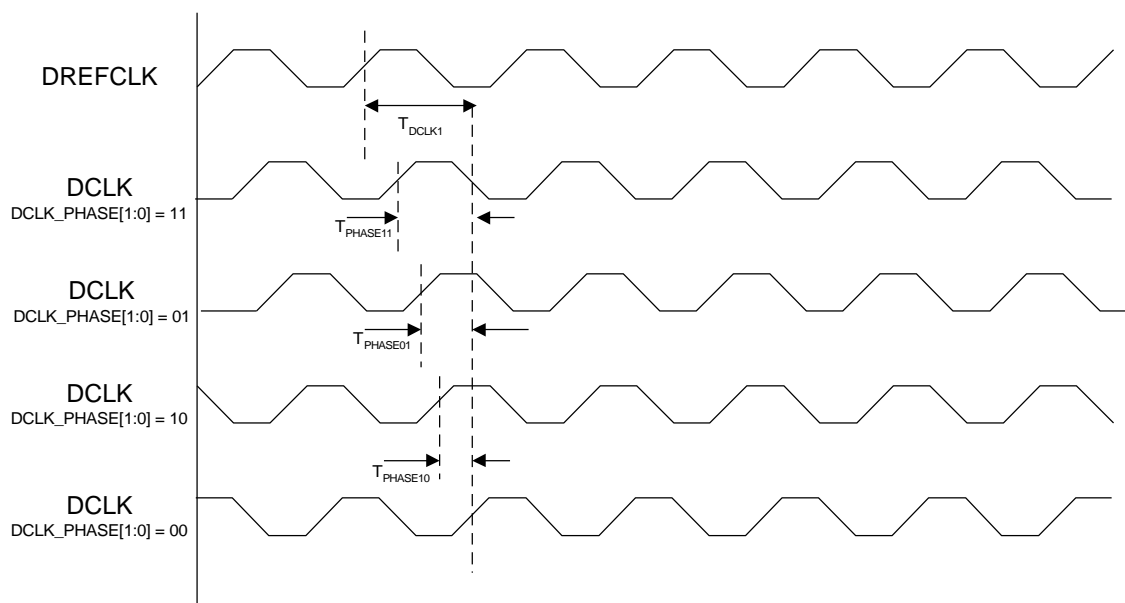 DREFCLK
TDCLK1
DCLK
DCLK_PHASE[1:0] = 11
TPHASE11
DCLK
DCLK_PHASE[1:0] = 01
TPHASE01
DCLK
DCLK_PHASE[1:0] = 10
TPHASE10
DCLK
DCLK_PHASE[1:0] = 00